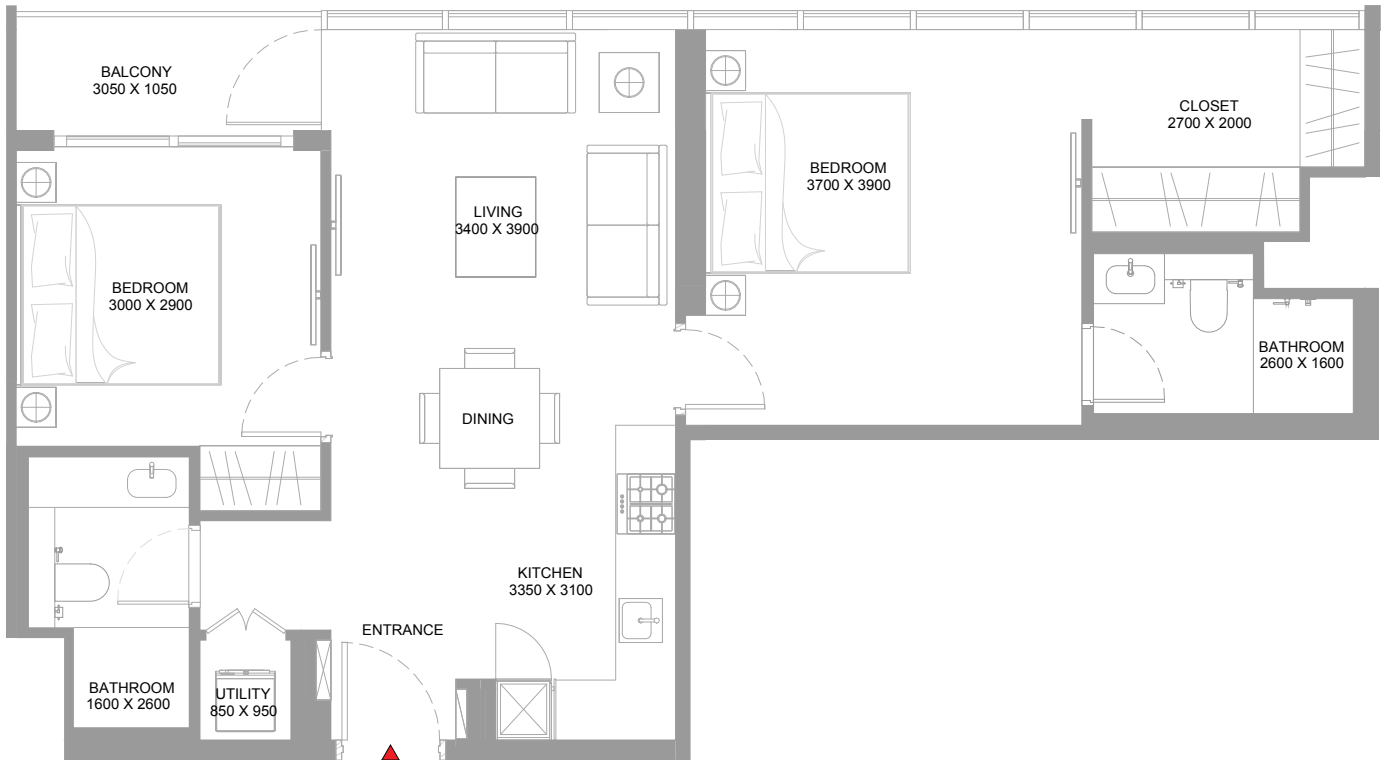 BALCONY
3050 X 1050
CLOSET
2700 X 2000
BEDROOM
3700 X 3900
LIVING
3400 X 3900
BEDROOM
3000 X 2900
BATHROOM
2600 X 1600
DINING
KITCHEN
3350 X 3100
ENTRANCE
BATHROOM
1600 X 2600
UTILITY
850 X 950